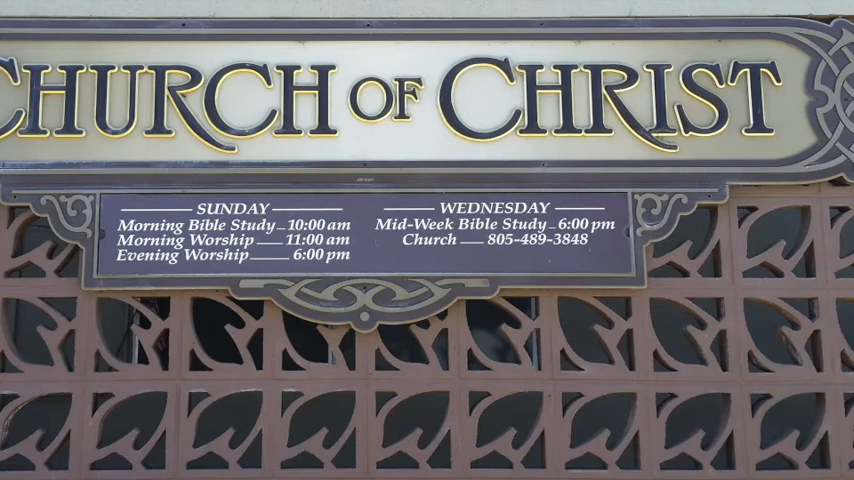 CHURCH OF CHRIST
SUNDAY
Morning Bible Study 10:00 am
Morning Worship 11:00 am
Evening Worship 6:00 pm
WEDNESDAY
Mid-Week Bible Study 6:00 pm
Church 805-489-3848